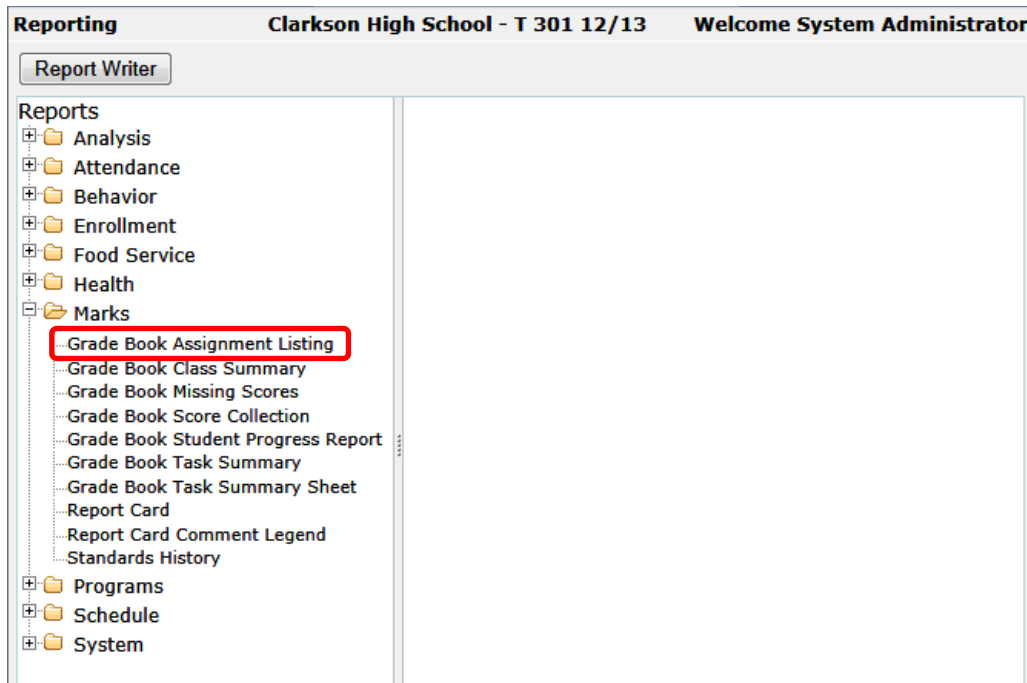 Reporting Clarkson High School - T 301 12/13 Welcome System Administrator
Report Writer
Reports
Analysis
Attendance
Behavior
Enrollment
Food Service
Health
Marks
Grade Book Assignment Listing
Grade Book Class Summary
Grade Book Missing Scores
Grade Book Score Collection
Grade Book Student Progress Report
Grade Book Task Summary
Grade Book Task Summary Sheet
Report Card
Report Card Comment Legend
Standards History
Programs
Schedule
System